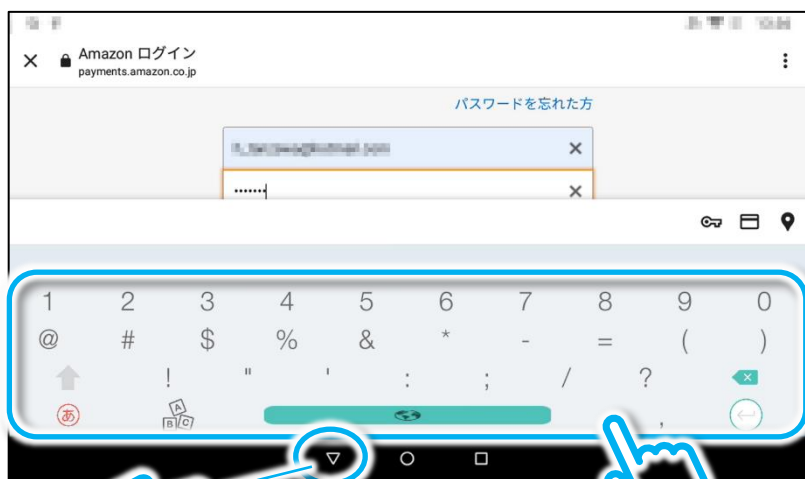 Amazon ログイン
payments.amazon.co.jp
パスワードを忘れた方
1 2 3 4 5 6 7 8 9 0
@ # $ % & * - = ( )
! " ' : ; / ?
あ A B C ,